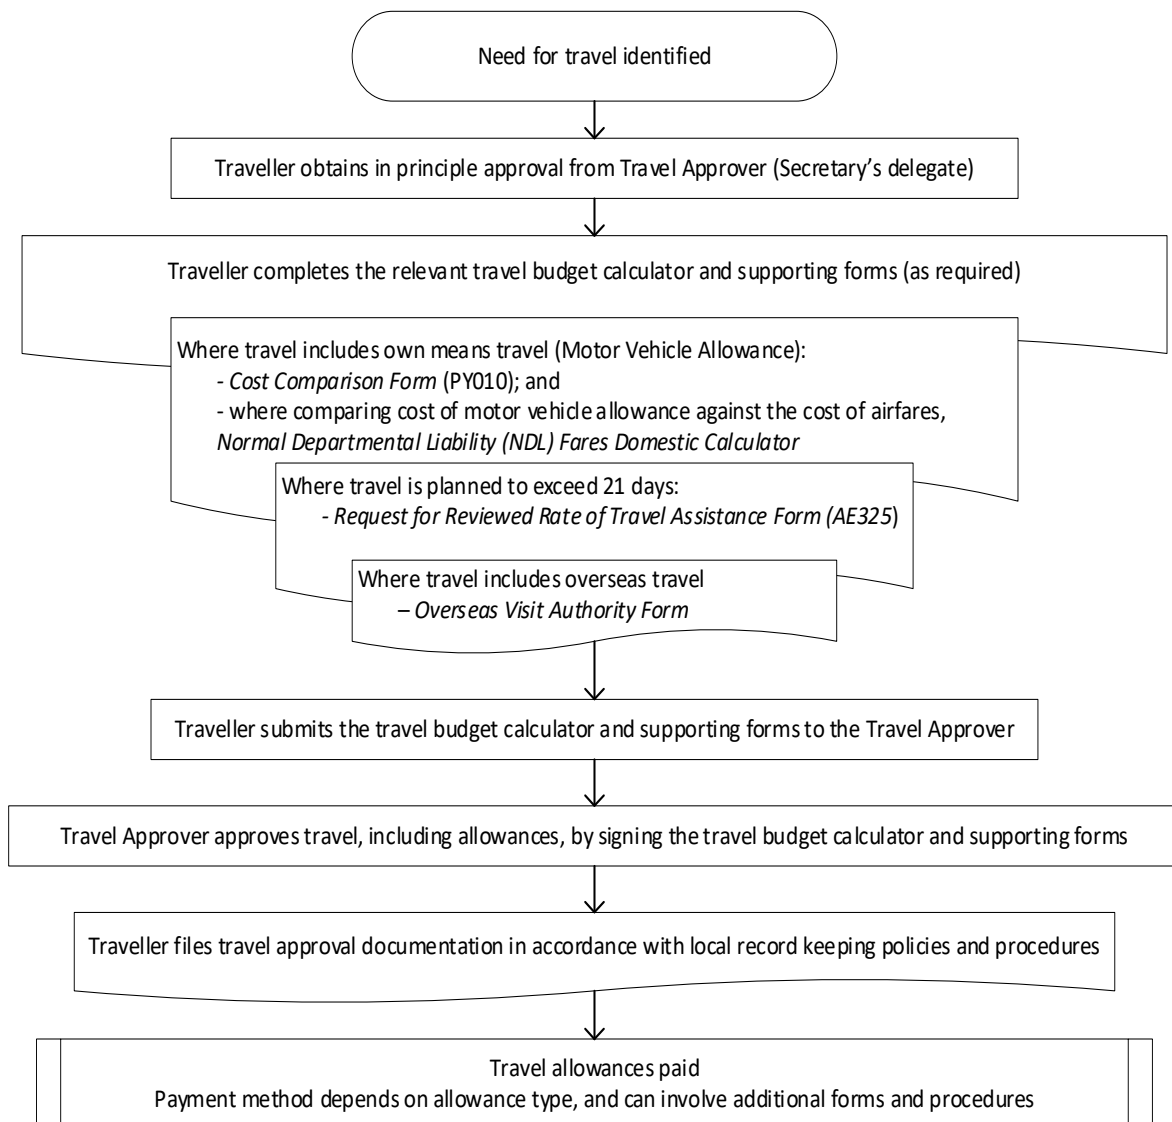 Need for travel identified
Traveller obtains in principle approval from Travel Approver (Secretary’s delegate)
Traveller completes the relevant travel budget calculator and supporting forms (as required)
Where travel includes own means travel (Motor Vehicle Allowance):
- Cost Comparison Form (PY010); and
- where comparing cost of motor vehicle allowance against the cost of airfares,
Normal Departmental Liability (NDL) Fares Domestic Calculator
Where travel is planned to exceed 21 days:
- Request for Reviewed Rate of Travel Assistance Form (AE325)
Where travel includes overseas travel
– Overseas Visit Authority Form
Traveller submits the travel budget calculator and supporting forms to the Travel Approver
Travel Approver approves travel, including allowances, by signing the travel budget calculator and supporting forms
Traveller files travel approval documentation in accordance with local record keeping policies and procedures
Travel allowances paid
Payment method depends on allowance type, and can involve additional forms and procedures